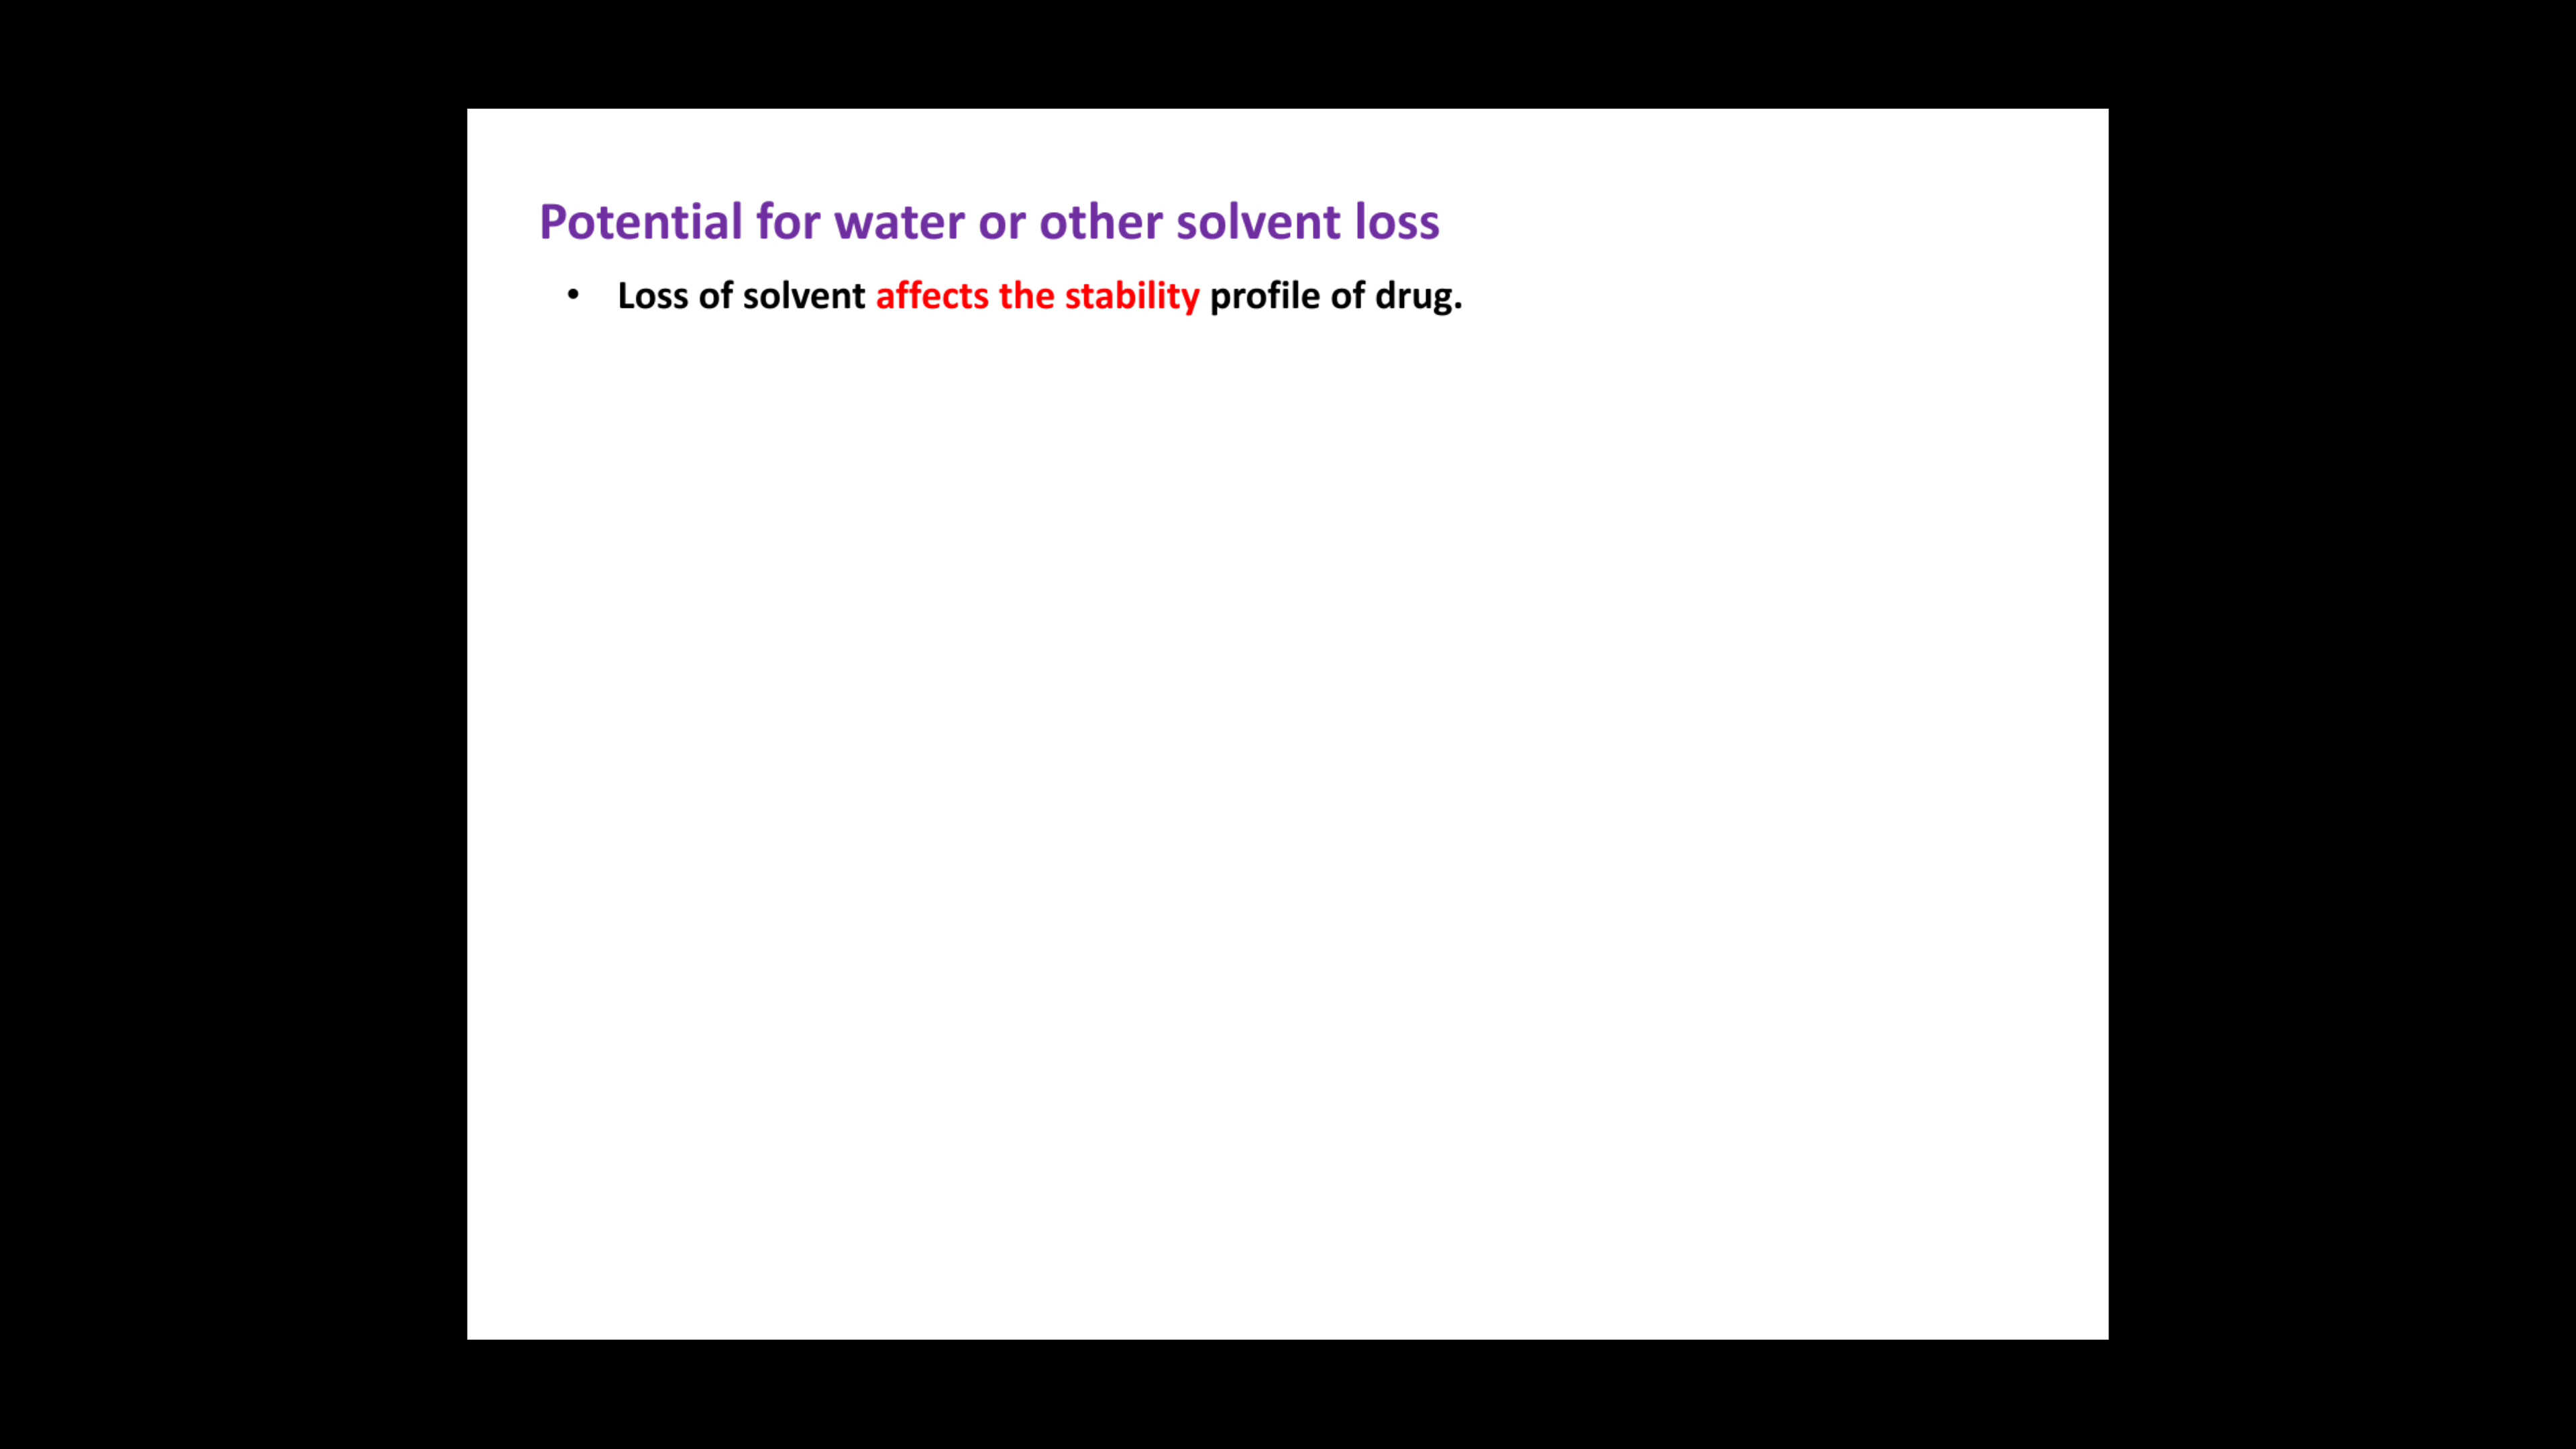 Potential for water or other solvent loss
• Loss of solvent affects the stability profile of drug.